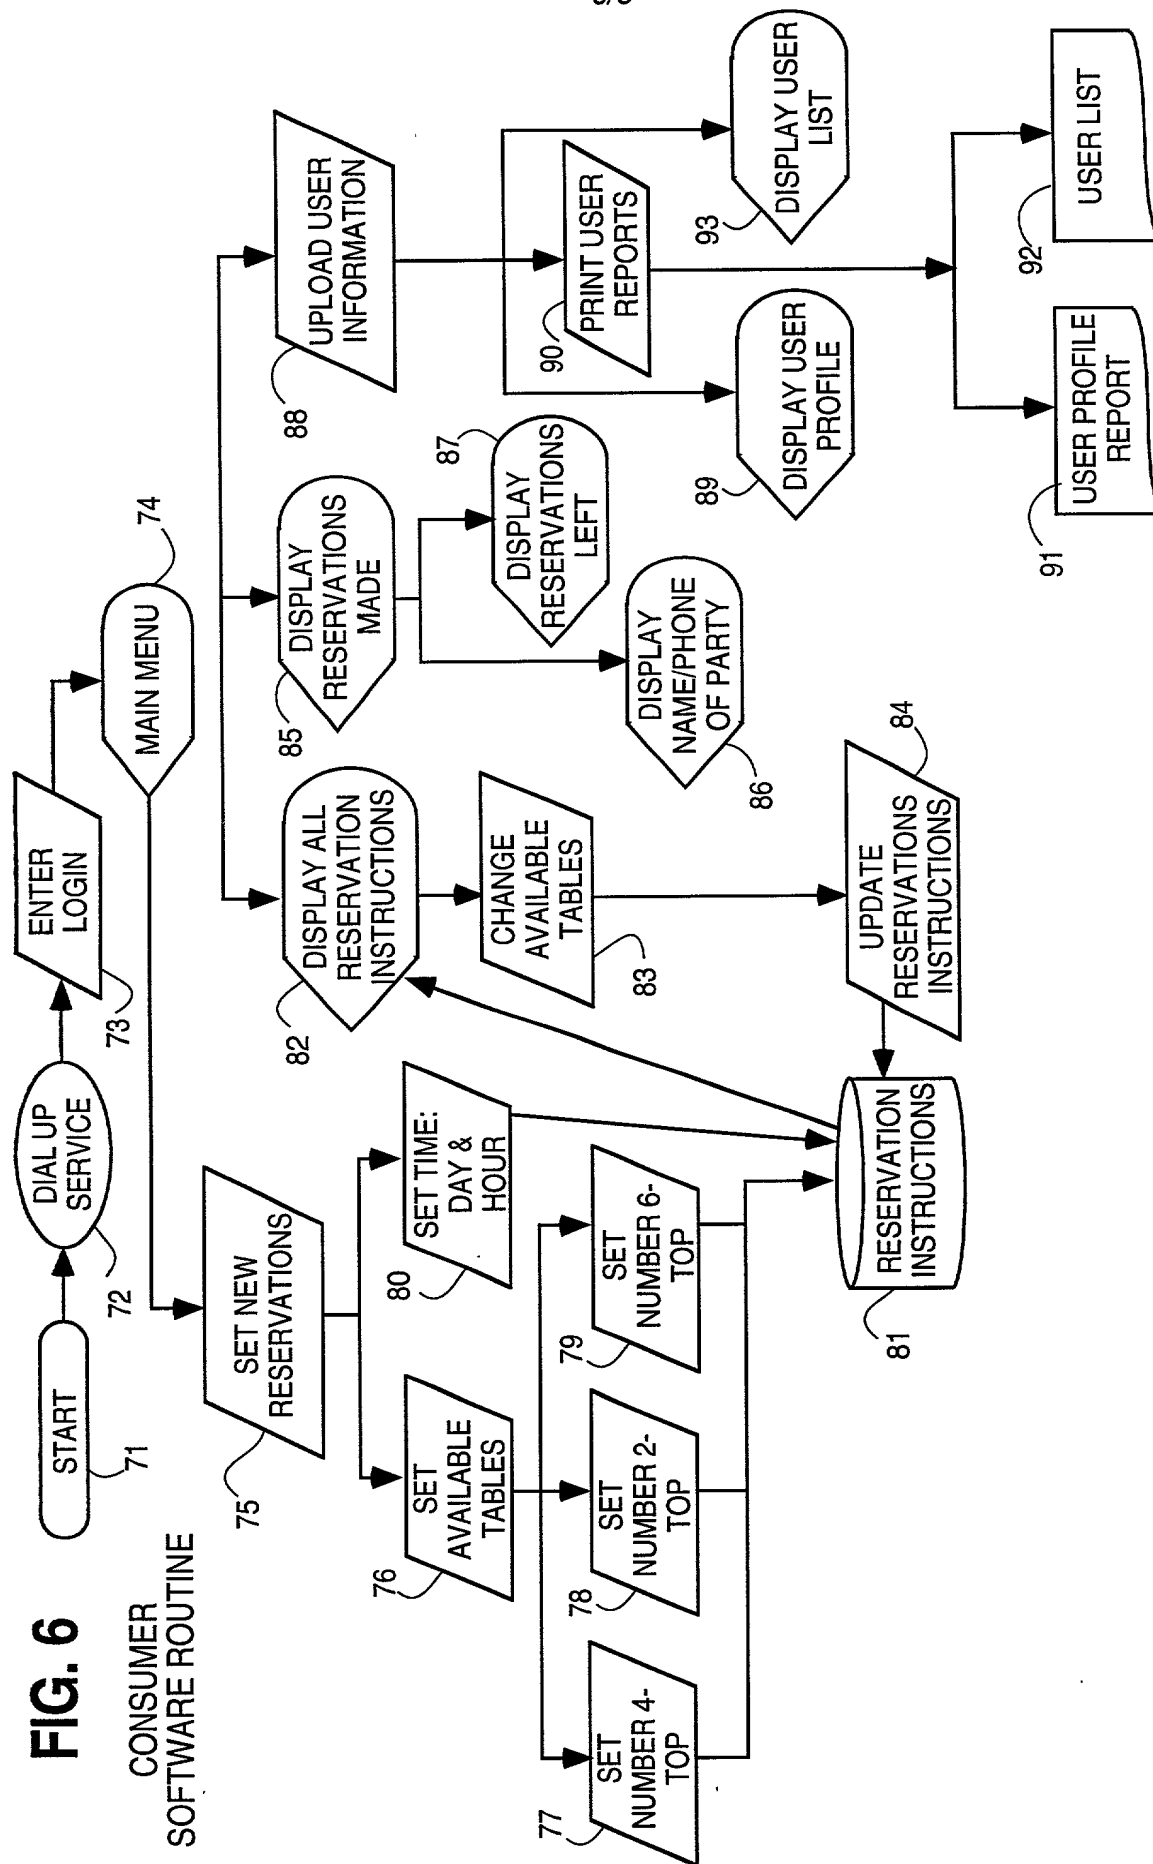 FIG. 6
CONSUMER
SOFTWARE ROUTINE
START
71
DIAL UP
SERVICE
72
ENTER
LOGIN
73
MAIN MENU
74
SET NEW
RESERVATIONS
75
SET
AVAILABLE
TABLES
76
SET TIME:
DAY &
HOUR
80
SET
NUMBER 4-
TOP
77
SET
NUMBER 2-
TOP
78
SET
NUMBER 6-
TOP
79
RESERVATION
INSTRUCTIONS
81
DISPLAY ALL
RESERVATION
INSTRUCTIONS
82
CHANGE
AVAILABLE
TABLES
83
UPDATE
RESERVATIONS
INSTRUCTIONS
84
DISPLAY
RESERVATIONS
MADE
85
DISPLAY
NAME/PHONE
OF PARTY
86
DISPLAY
RESERVATIONS
LEFT
87
UPLOAD USER
INFORMATION
88
DISPLAY USER
PROFILE
89
PRINT USER
REPORTS
90
DISPLAY USER
LIST
93
USER PROFILE
REPORT
91
USER LIST
92